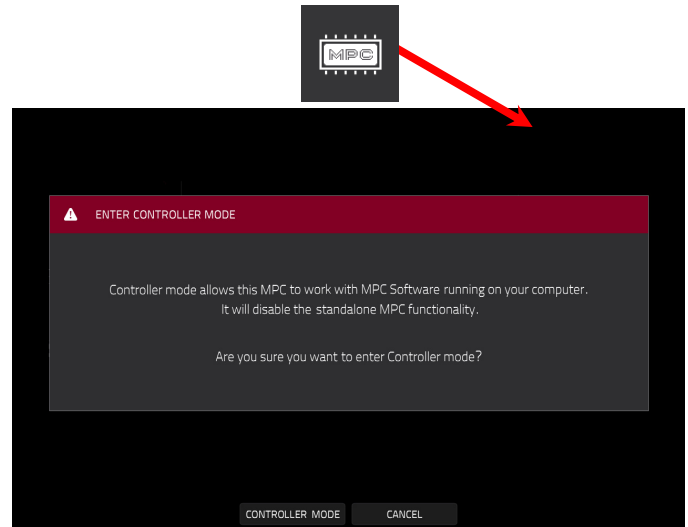 MPC
ENTER CONTROLLER MODE
Controller mode allows this MPC to work with MPC Software running on your computer.
It will disable the standalone MPC functionality.
Are you sure you want to enter Controller mode?
CONTROLLER MODE
CANCEL